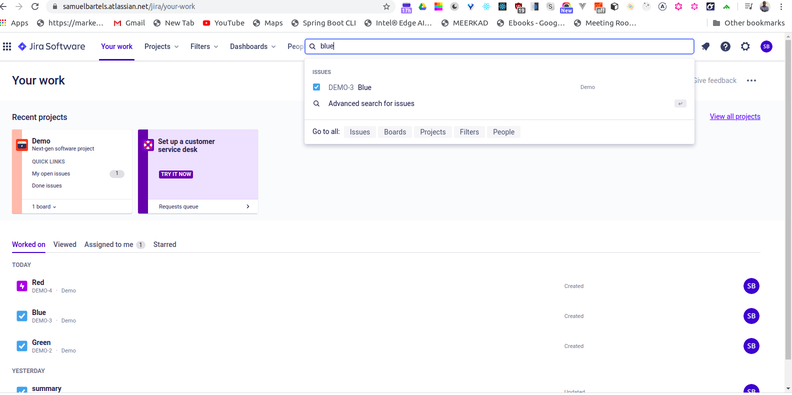 samuelbartels.atlassian.net/jira/your-work
Apps https://marke... Gmail New Tab YouTube Maps Spring Boot CLI Intel® Edge AI... MEERKAD Ebooks - Goog... Meeting Roo... Other bookmarks
Jira Software Your work Projects Filters Dashboards Peop blue SB
ISSUES
DEMO-3 Blue Demo
Advanced search for issues
Go to all: Issues Boards Projects Filters People
Your work
Give feedback
Recent projects
View all projects
Demo
Next-gen software project
QUICK LINKS
My open issues 1
Done issues
1 board
Set up a customer
service desk
TRY IT NOW
Requests queue
Worked on Viewed Assigned to me 1 Starred
TODAY
Red
DEMO-4 · Demo
Created SB
Blue
DEMO-3 · Demo
Created SB
Green
DEMO-2 · Demo
Created SB
YESTERDAY
summary
Updated SB